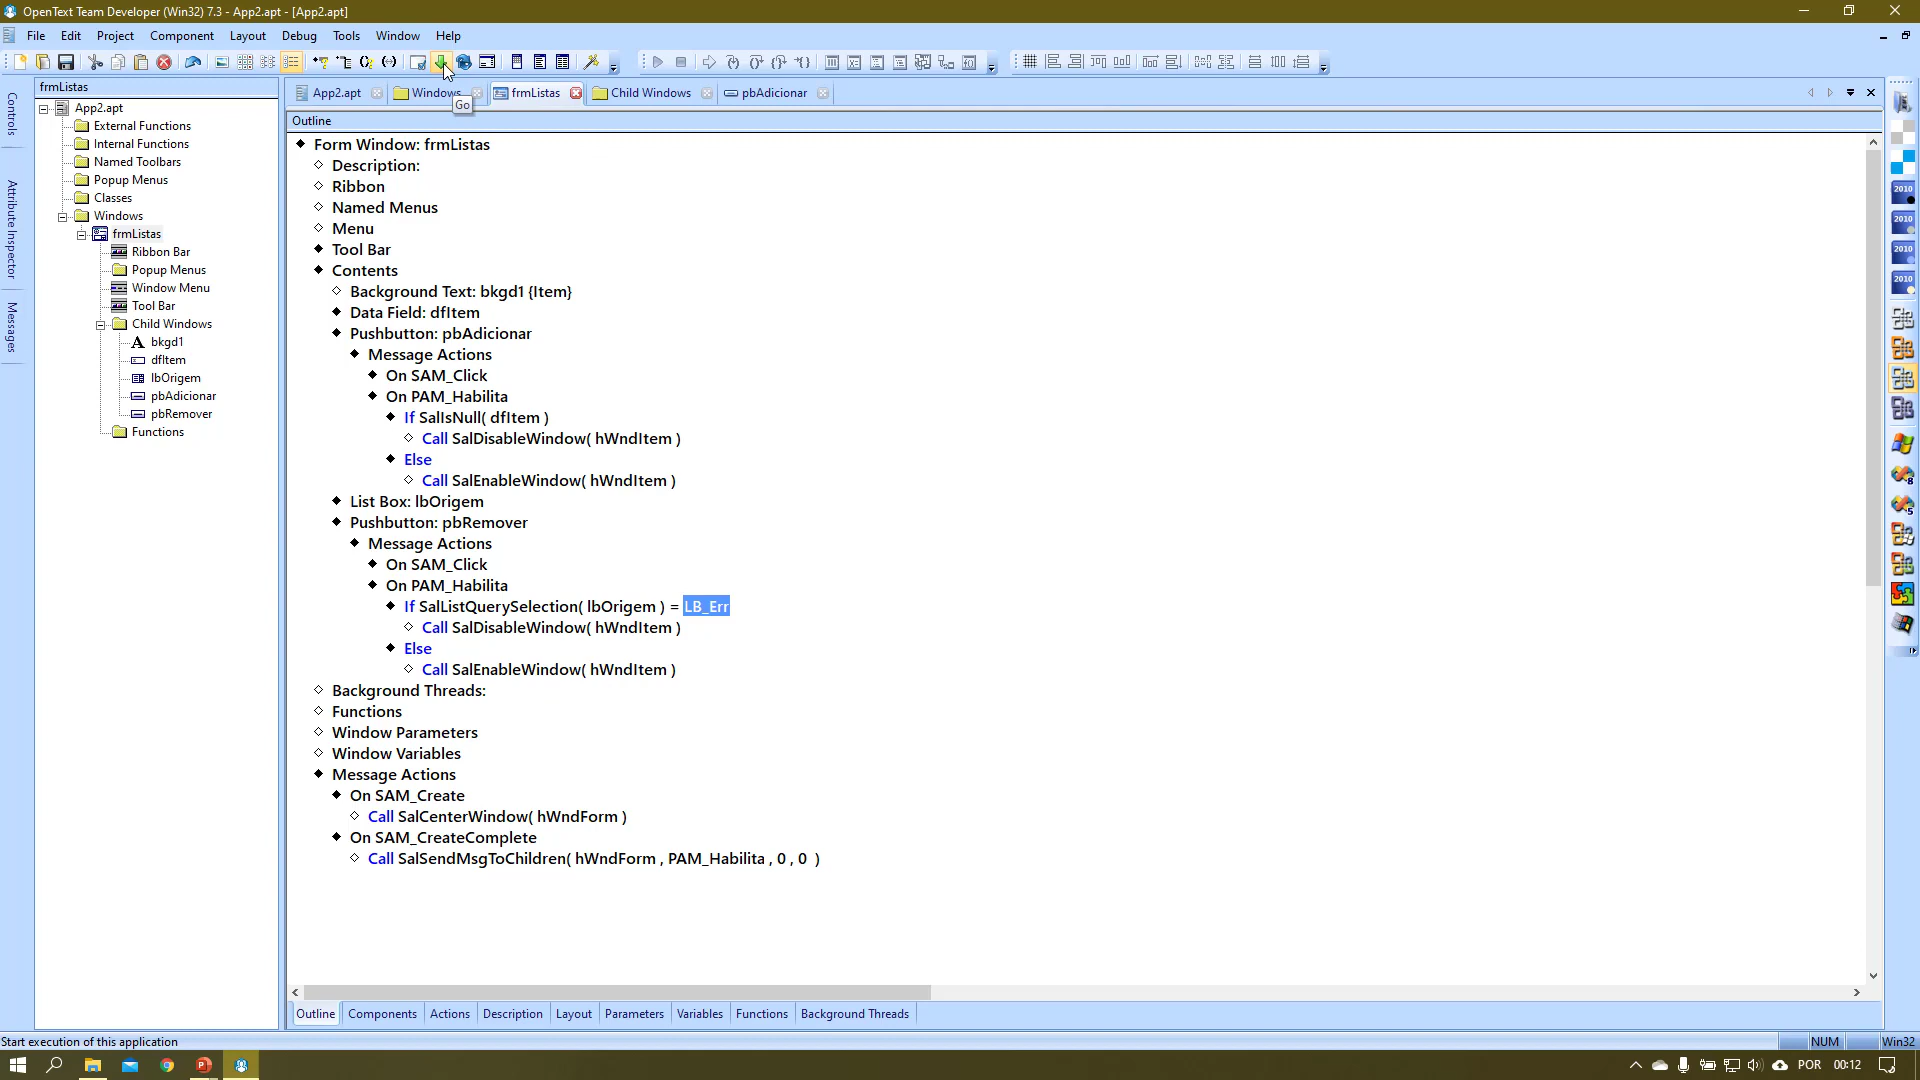 OpenText Team Developer (Win32) 7.3 - App2.apt - [App2.apt]
File Edit Project Component Layout Debug Tools Window Help
frmListas
App2.apt Windows frmListas Child Windows pbAdicionar
Go
Controls
Attribute Inspector
Messages
App2.apt
External Functions
Internal Functions
Named Toolbars
Popup Menus
Classes
Windows
frmListas
Ribbon Bar
Popup Menus
Window Menu
Tool Bar
Child Windows
bkgd1
dfItem
lbOrigem
pbAdicionar
pbRemover
Functions
Outline
Form Window: frmListas
Description:
Ribbon
Named Menus
Menu
Tool Bar
Contents
Background Text: bkgd1 {Item}
Data Field: dfItem
Pushbutton: pbAdicionar
Message Actions
On SAM_Click
On PAM_Habilita
If SalIsNull( dfItem )
Call SalDisableWindow( hWndItem )
Else
Call SalEnableWindow( hWndItem )
List Box: lbOrigem
Pushbutton: pbRemover
Message Actions
On SAM_Click
On PAM_Habilita
If SalListQuerySelection( lbOrigem ) = LB_Err
Call SalDisableWindow( hWndItem )
Else
Call SalEnableWindow( hWndItem )
Background Threads:
Functions
Window Parameters
Window Variables
Message Actions
On SAM_Create
Call SalCenterWindow( hWndForm )
On SAM_CreateComplete
Call SalSendMsgToChildren( hWndForm , PAM_Habilita , 0 , 0 )
2010
2010
2010
2010
8
5
Outline Components Actions Description Layout Parameters Variables Functions Background Threads
Start execution of this application
NUM Win32
POR 00:12